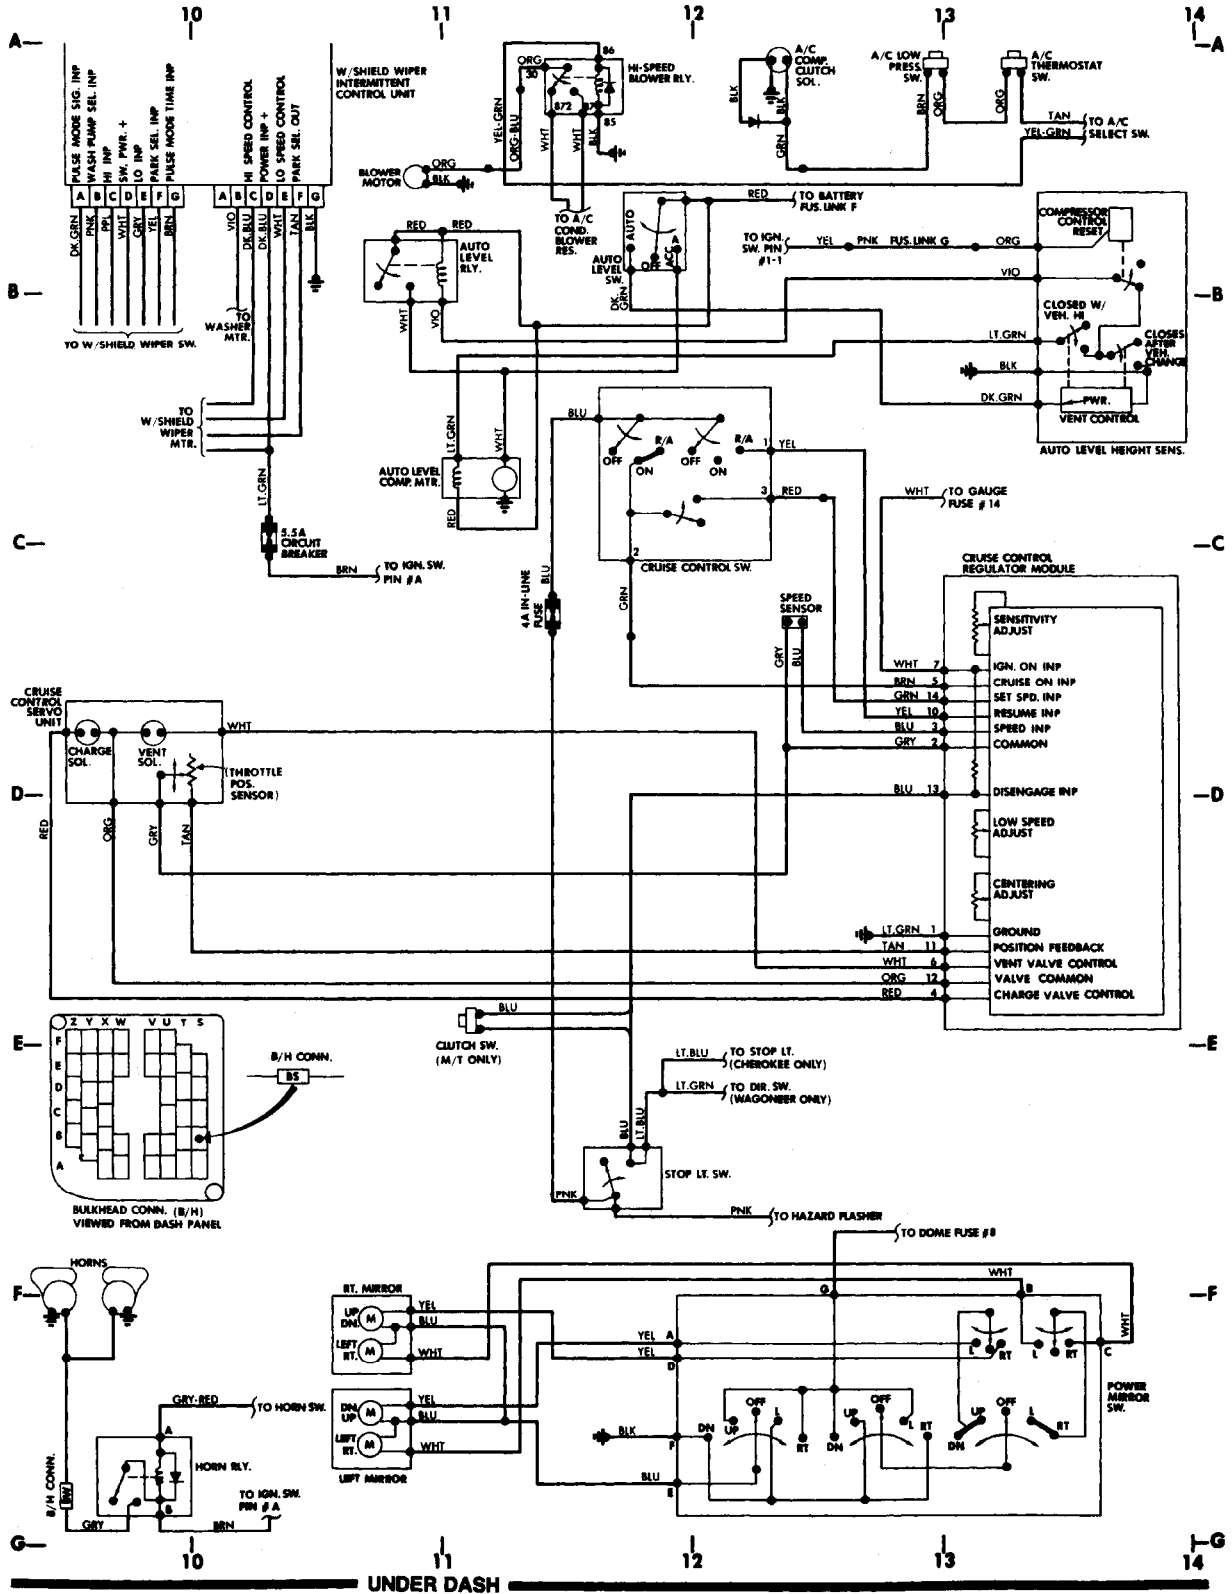 10 11 12 13 14
A A
PULSE MODE SIG. INP
WASH PUMP SEL. INP
HI INP
SW. PWR. +
LO INP
PARK SEL. INP
PULSE MODE TIME INP
HI SPEED CONTROL
POWER INP +
LO SPEED CONTROL
PARK SEL. OUT
W/SHIELD WIPER
INTERMITTENT
CONTROL UNIT
A B C D E F G
A B C D E F G
DK.GRN
PNK
PPL
WHT
GRY
YEL
BRN
VIO
DK.BLU
DK.BLU
WHT
TAN
BLK
TO W/SHIELD WIPER SW.
TO
WASHER
MTR.
TO
W/SHIELD
WIPER
MTR.
LT.GRN
5.5A
CIRCUIT
BREAKER
BRN
TO IGN. SW.
PIN #A
ORG
30
86
872
85
HI-SPEED
BLOWER RLY.
YEL-GRN
ORG-BLU
WHT
WHT
BLK
BLOWER
MOTOR
ORG
BLK
TO A/C
COND.
BLOWER
RES.
A/C
COMP.
CLUTCH
SOL.
BLK
BLK
GRN
A/C LOW
PRESS.
SW.
BRN
ORG
A/C
THERMOSTAT
SW.
ORG
TAN
YEL-GRN
TO A/C
SELECT SW.
RED
TO BATTERY
FUS. LINK F
AUTO
OFF
ACC
A
AUTO
LEVEL
SW.
DK.
GRN
RED
RED
AUTO
LEVEL
RLY.
WHT
VIO
TO IGN.
SW. PIN
#1-1
YEL
PNK
FUS. LINK G
ORG
COMPRESSOR
CONTROL
RESET
VIO
CLOSED W/
VEH. HI
LT.GRN
CLOSES
AFTER
VEH.
CHANGE
BLK
DK.GRN
PWR.
VENT CONTROL
AUTO LEVEL HEIGHT SENS.
B B
LT.GRN
WHT
AUTO LEVEL
COMP. MTR.
RED
BLU
R/A
R/A
OFF
ON
OFF
ON
1
YEL
3
RED
2
CRUISE CONTROL SW.
WHT
TO GAUGE
FUSE #14
C C
4A IN-LINE
FUSE
BLU
GRN
SPEED
SENSOR
GRY
BLU
CRUISE CONTROL
REGULATOR MODULE
SENSITIVITY
ADJUST
WHT 7 IGN. ON INP
BRN 5 CRUISE ON INP
GRN 14 SET SPD. INP
YEL 10 RESUME INP
BLU 3 SPEED INP
GRY 2 COMMON
BLU 13 DISENGAGE INP
LOW SPEED
ADJUST
CENTERING
ADJUST
LT.GRN 1 GROUND
TAN 11 POSITION FEEDBACK
WHT 6 VENT VALVE CONTROL
ORG 12 VALVE COMMON
RED 4 CHARGE VALVE CONTROL
CRUISE
CONTROL
SERVO
UNIT
CHARGE
SOL.
VENT
SOL.
WHT
(THROTTLE
POS.
SENSOR)
D D
RED
ORG
GRY
TAN
E E
Z Y X W V U T S
F
E
D
C
B
A
B/H CONN.
BS
BULKHEAD CONN. (B/H)
VIEWED FROM DASH PANEL
BLU
CLUTCH SW.
(M/T ONLY)
LT.BLU
TO STOP LT.
(CHEROKEE ONLY)
LT.GRN
TO DIR. SW.
(WAGONEER ONLY)
BLU
LT.BLU
STOP LT. SW.
PNK
PNK
TO HAZARD FLASHER
TO DOME FUSE #8
F F
HORNS
GRY-RED
TO HORN SW.
A
HORN RLY.
B
B/H CONN.
BW
GRY
BRN
TO IGN. SW.
PIN #A
RT. MIRROR
UP
DN.
M
LEFT
RT.
M
YEL
BLU
WHT
DN.
UP
M
LEFT
RT.
M
YEL
BLU
WHT
LEFT MIRROR
WHT
G
B
YEL A
YEL D
L RT
L RT
C
WHT
POWER
MIRROR
SW.
BLK F
BLU E
DN UP OFF L RT
DN UP OFF L RT
DN UP OFF L RT
G G
10 11 12 13 14
UNDER DASH